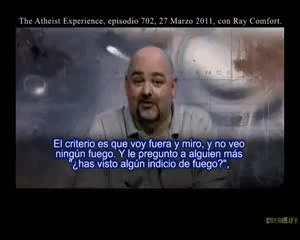 The Atheist Experience, episodio 702, 27 Marzo 2011, con Ray Comfort.
El criterio es que voy fuera y miro, y no veo
ningún fuego. Y le pregunto a alguien más
"¿has visto algún indicio de fuego?",